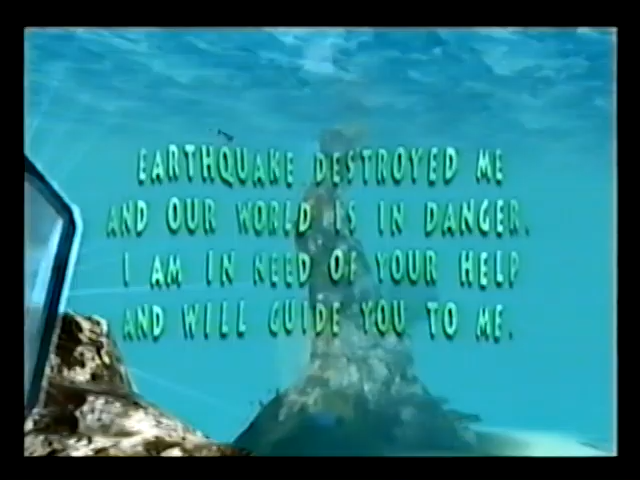 EARTHQUAKE DESTROYED ME
AND OUR WORLD IS IN DANGER.
I AM IN NEED OF YOUR HELP
AND WILL GUIDE YOU TO ME.